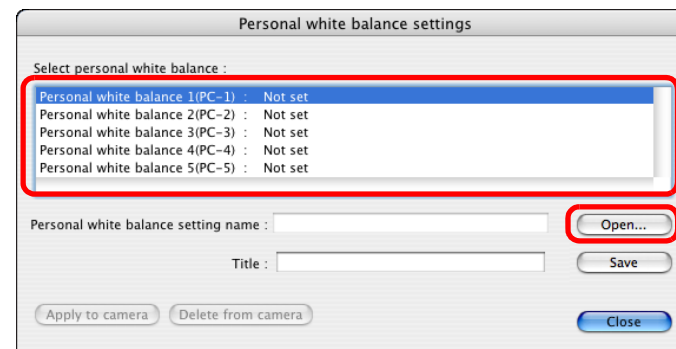 Personal white balance settings
Select personal white balance :
Personal white balance 1(PC-1) : Not set
Personal white balance 2(PC-2) : Not set
Personal white balance 3(PC-3) : Not set
Personal white balance 4(PC-4) : Not set
Personal white balance 5(PC-5) : Not set
Personal white balance setting name : Open...
Title : Save
Apply to camera Delete from camera Close